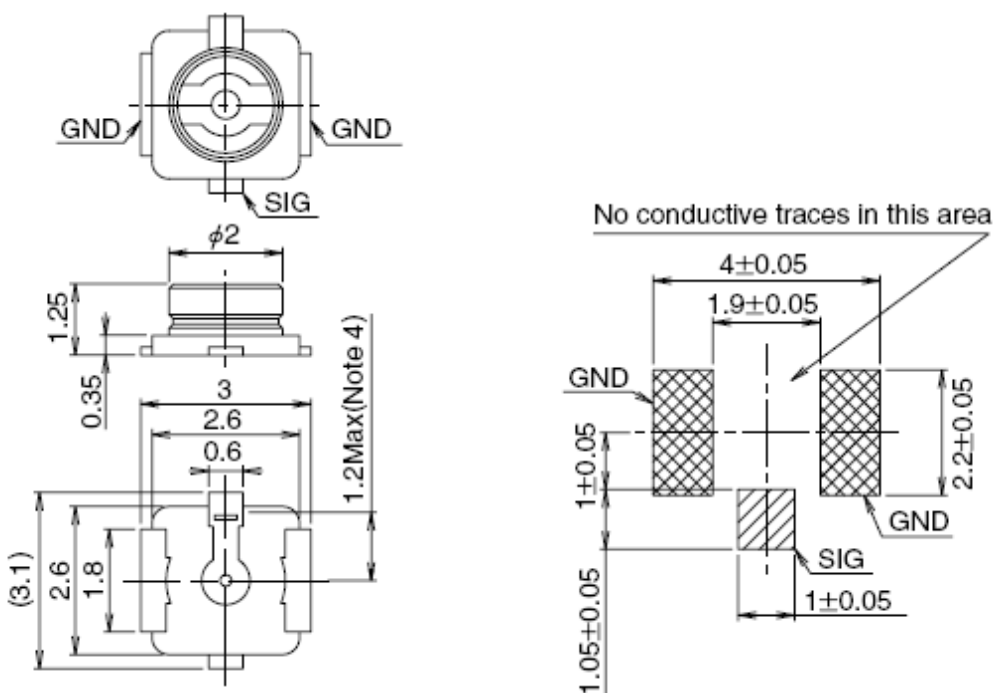 GND
GND
SIG
ϕ2
1.25
0.35
3
2.6
0.6
1.2Max(Note 4)
(3.1)
2.6
1.8
No conductive traces in this area
4±0.05
1.9±0.05
GND
1±0.05
2.2±0.05
GND
SIG
1±0.05
1.05±0.05